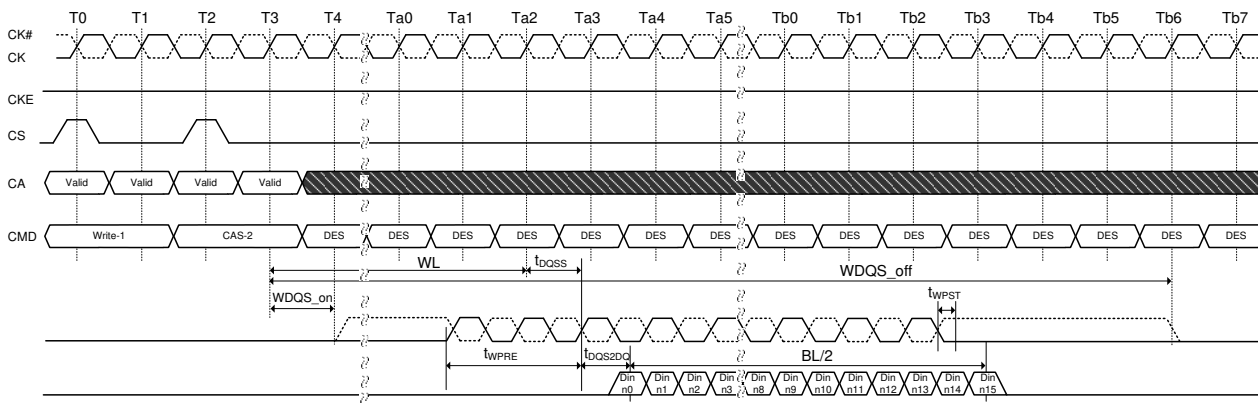 T0 T1 T2 T3 T4 Ta0 Ta1 Ta2 Ta3 Ta4 Ta5 Tb0 Tb1 Tb2 Tb3 Tb4 Tb5 Tb6 Tb7
CK#
CK
CKE
CS
CA Valid Valid Valid Valid
CMD Write-1 CAS-2 DES DES DES DES DES DES DES DES DES DES DES DES DES DES DES
WL tDQSS WDQS_off
WDQS_on tWPST
tWPRE tDQS2DQ BL/2
Din Din Din Din Din Din Din Din Din Din Din Din
n0 n1 n2 n3 n8 n9 n10 n11 n12 n13 n14 n15